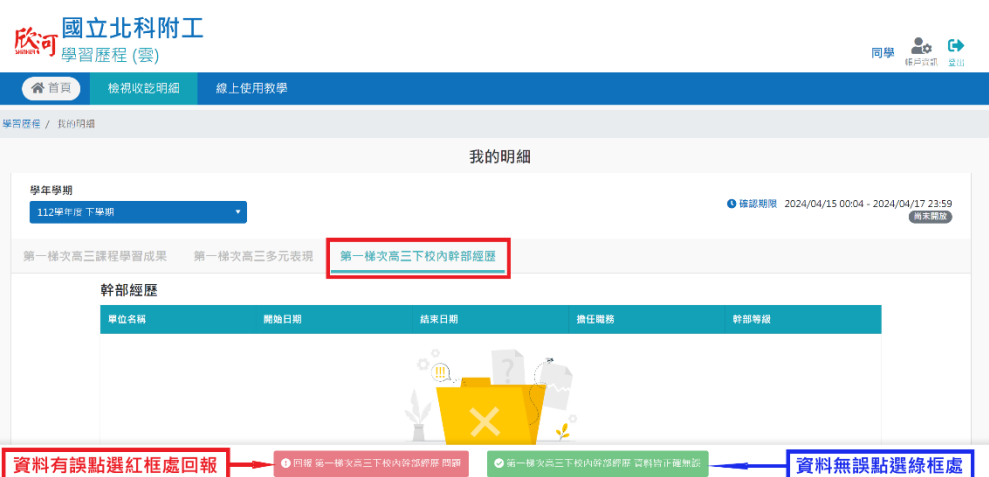 欣河 國立北科附工
SHINHER 學習歷程 (雲)
同學 帳戶資訊 登出
首頁 檢視收訖明細 線上使用教學
學習歷程 / 我的明細
我的明細
學年學期
112學年度 下學期
確認期限 2024/04/15 00:04 - 2024/04/17 23:59
尚未開放
第一梯次高三課程學習成果 第一梯次高三多元表現 第一梯次高三下校內幹部經歷
幹部經歷
單位名稱 開始日期 結束日期 擔任職務 幹部等級
資料有誤點選紅框處回報 回報 第一梯次高三下校內幹部經歷 問題 第一梯次高三下校內幹部經歷 資料皆正確無誤 資料無誤點選綠框處